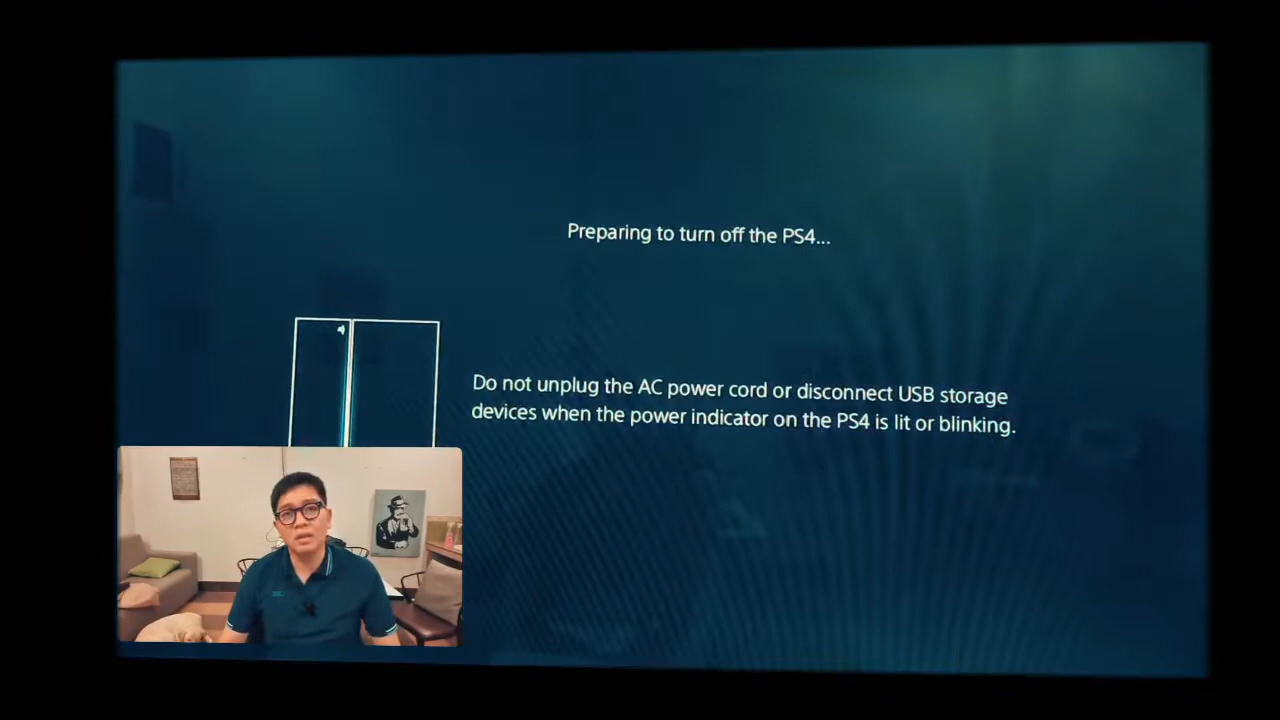 Preparing to turn off the PS4...
Do not unplug the AC power cord or disconnect USB storage
devices when the power indicator on the PS4 is lit or blinking.